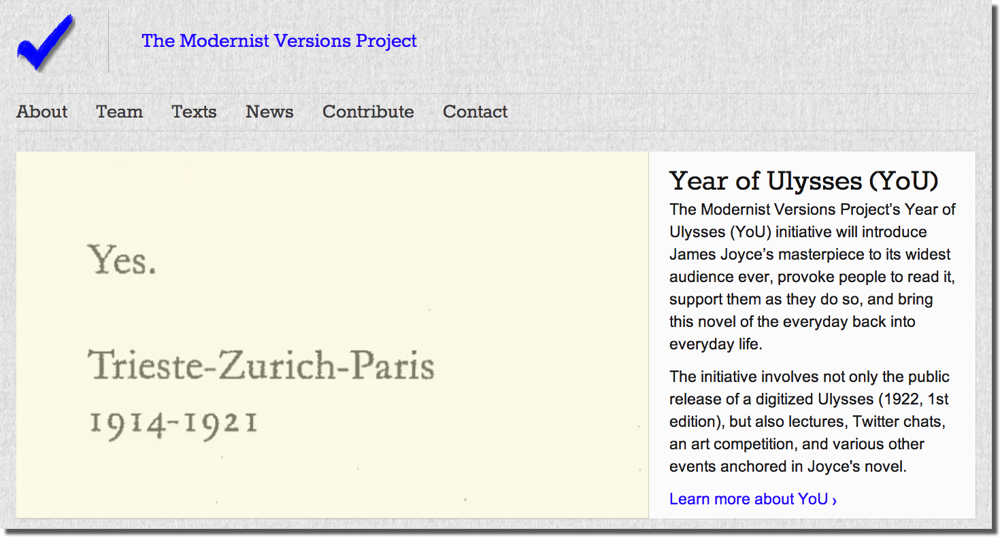 The Modernist Versions Project
About Team Texts News Contribute Contact
Yes.
Trieste-Zurich-Paris
1914-1921
Year of Ulysses (YoU)
The Modernist Versions Project’s Year of
Ulysses (YoU) initiative will introduce
James Joyce’s masterpiece to its widest
audience ever, provoke people to read it,
support them as they do so, and bring
this novel of the everyday back into
everyday life.
The initiative involves not only the public
release of a digitized Ulysses (1922, 1st
edition), but also lectures, Twitter chats,
an art competition, and various other
events anchored in Joyce's novel.
Learn more about YoU ›